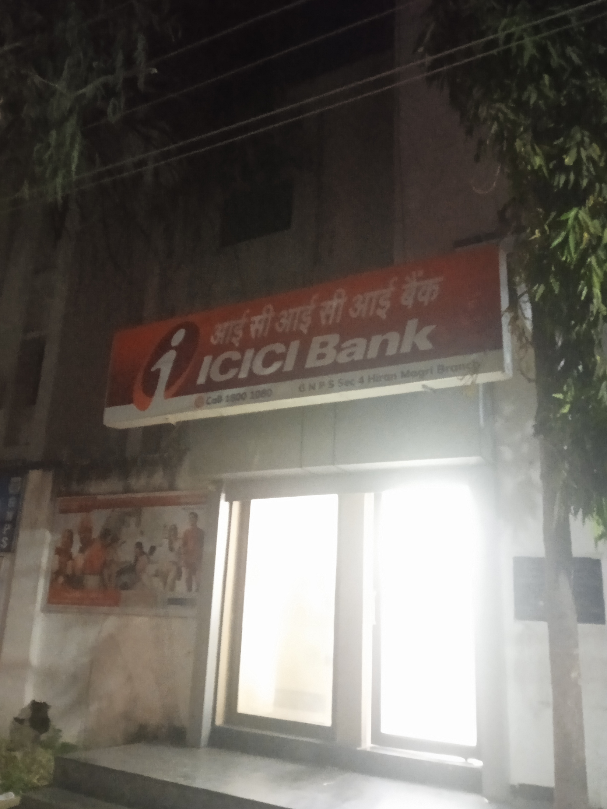 आई सी आई सी आई बैंक
ICICI Bank
Call 1800 1080
G N P S Sec 4 Hiran Magri Branch
G N P S